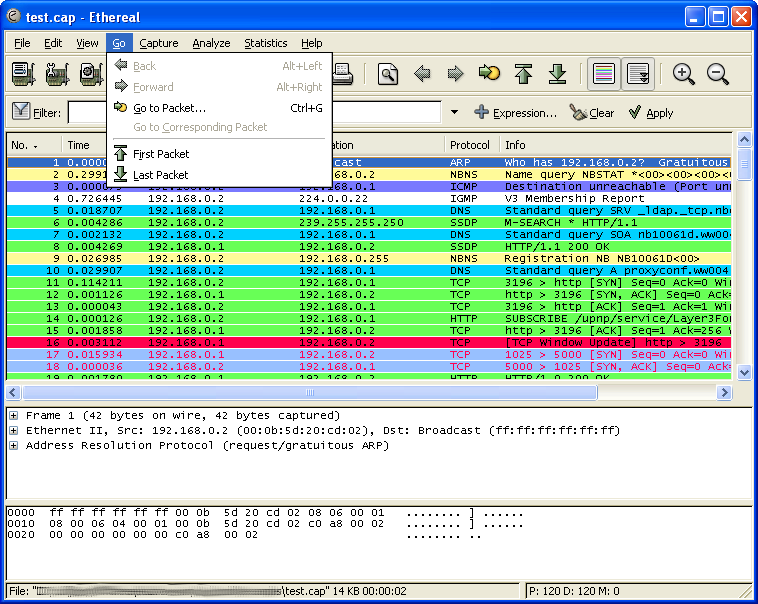 test.cap - Ethereal
File Edit View Go Capture Analyze Statistics Help
Back Alt+Left
Forward Alt+Right
Go to Packet... Ctrl+G
Go to Corresponding Packet
First Packet
Last Packet
Filter: Expression... Clear Apply
No. Time Protocol Info
1 0.000 ARP Who has 192.168.0.2? Gratuitous
2 0.299 192.168.0.2 NBNS Name query NBSTAT *<00><00><00>
3 192.168.0.1 ICMP Destination unreachable (Port un
4 0.726445 192.168.0.2 224.0.0.22 IGMP V3 Membership Report
5 0.018707 192.168.0.2 192.168.0.1 DNS Standard query SRV _ldap._tcp.nb
6 0.004286 192.168.0.2 239.255.255.250 SSDP M-SEARCH * HTTP/1.1
7 0.002132 192.168.0.2 192.168.0.1 DNS Standard query SOA nb10061d.ww00
8 0.004269 192.168.0.1 192.168.0.2 SSDP HTTP/1.1 200 OK
9 0.026985 192.168.0.2 192.168.0.255 NBNS Registration NB NB10061D<00>
10 0.029907 192.168.0.2 192.168.0.1 DNS Standard query A proxyconf.ww004
11 0.114211 192.168.0.2 192.168.0.1 TCP 3196 > http [SYN] Seq=0 Ack=0 Wi
12 0.001126 192.168.0.1 192.168.0.2 TCP http > 3196 [SYN, ACK] Seq=0 Ack
13 0.000043 192.168.0.2 192.168.0.1 TCP 3196 > http [ACK] Seq=1 Ack=1 Wi
14 0.000126 192.168.0.2 192.168.0.1 HTTP SUBSCRIBE /upnp/service/Layer3Fo
15 0.001858 192.168.0.1 192.168.0.2 TCP http > 3196 [ACK] Seq=1 Ack=256
16 0.003112 192.168.0.1 192.168.0.2 TCP [TCP Window Update] http > 3196
17 0.015934 192.168.0.1 192.168.0.2 TCP 1025 > 5000 [SYN] Seq=0 Ack=0 Wi
18 0.000036 192.168.0.2 192.168.0.1 TCP 5000 > 1025 [SYN, ACK] Seq=0 Ack
19 0.001780 192.168.0.1 192.168.0.2 HTTP HTTP/1.0 200 OK
Frame 1 (42 bytes on wire, 42 bytes captured)
Ethernet II, Src: 192.168.0.2 (00:0b:5d:20:cd:02), Dst: Broadcast (ff:ff:ff:ff:ff:ff)
Address Resolution Protocol (request/gratuitous ARP)
0000 ff ff ff ff ff ff 00 0b 5d 20 cd 02 08 06 00 01 ........ ] ......
0010 08 00 06 04 00 01 00 0b 5d 20 cd 02 c0 a8 00 02 ........ ] ......
0020 00 00 00 00 00 00 c0 a8 00 02 ........ ..
File: " \test.cap" 14 KB 00:00:02 P: 120 D: 120 M: 0